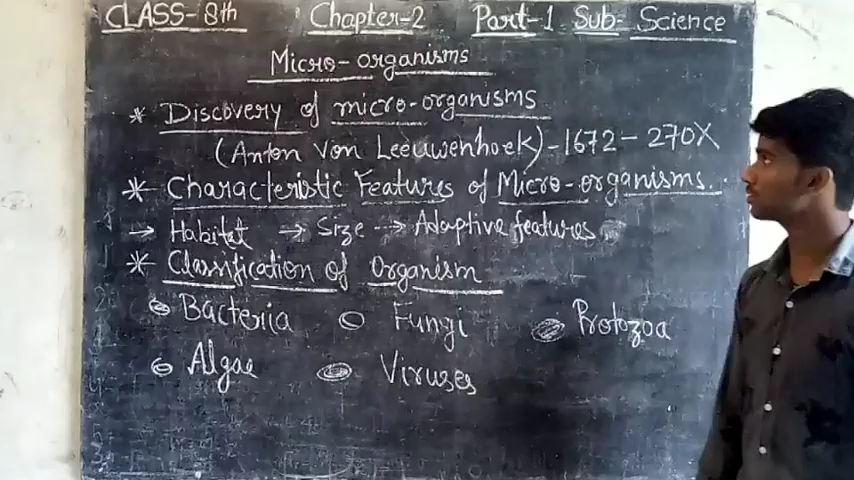 CLASS-8th Chapter-2 Part-1 Sub- Science
Micro-organisms
* Discovery of micro-organisms
(Anton Von Leeuwenhoek)-1672- 270X
* Characteristic Features of Micro-organisms.
→ Habitat → Size → Adaptive features
* Classification of Organism
Bacteria Fungi Protozoa
Algae Viruses